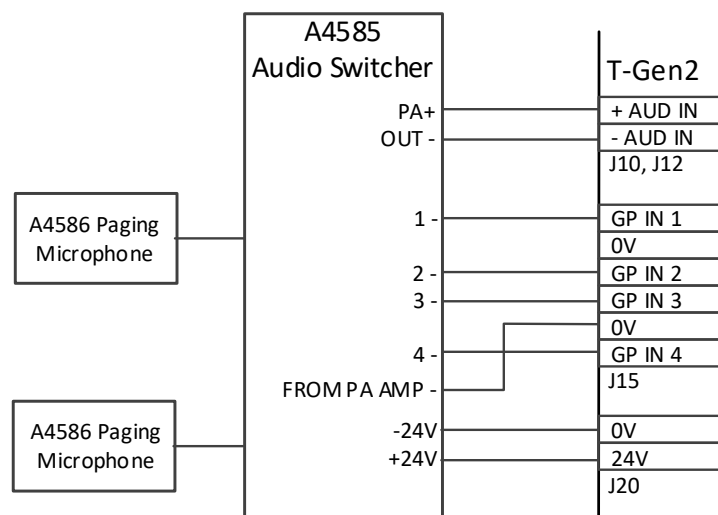 A4585
Audio Switcher
T-Gen2
PA+
+ AUD IN
OUT -
- AUD IN
J10, J12
A4586 Paging
Microphone
1 -
GP IN 1
0V
2 -
GP IN 2
3 -
GP IN 3
0V
4 -
GP IN 4
FROM PA AMP -
J15
A4586 Paging
Microphone
-24V
0V
+24V
24V
J20